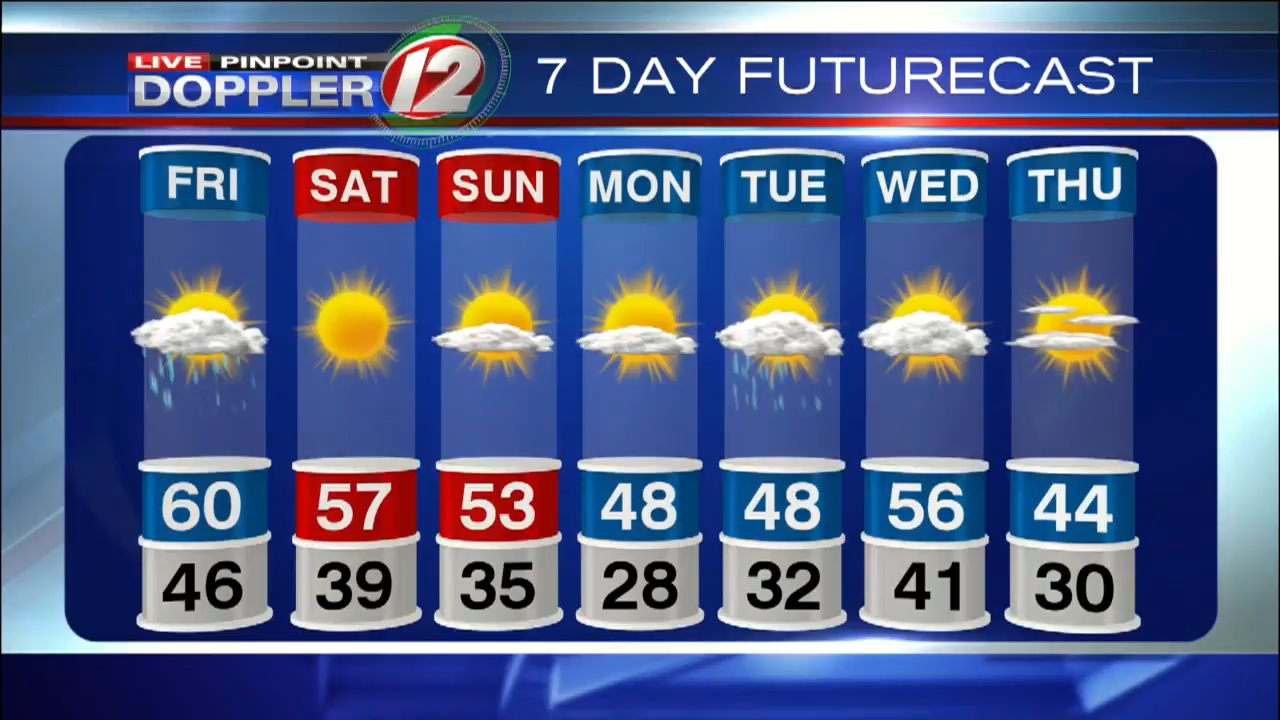 LIVE PINPOINT
DOPPLER 12
7 DAY FUTURECAST
FRI SAT SUN MON TUE WED THU
60 57 53 48 48 56 44
46 39 35 28 32 41 30